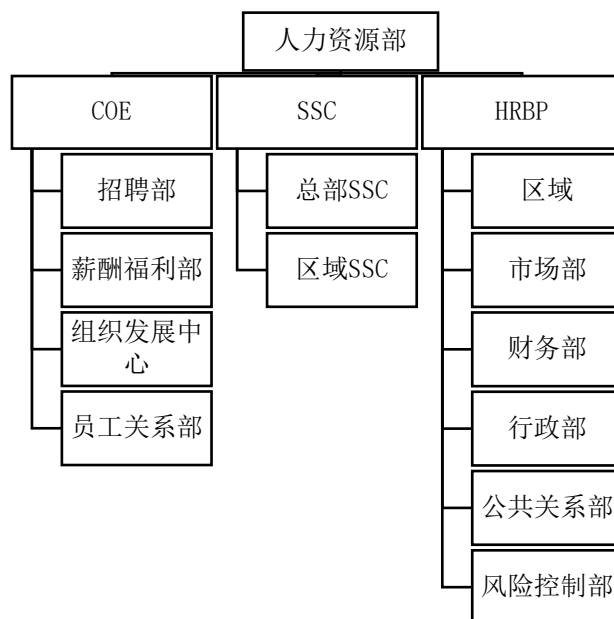 人力资源部
COE
SSC
HRBP
招聘部
总部SSC
区域
薪酬福利部
区域SSC
市场部
组织发展中
心
财务部
员工关系部
行政部
公共关系部
风险控制部